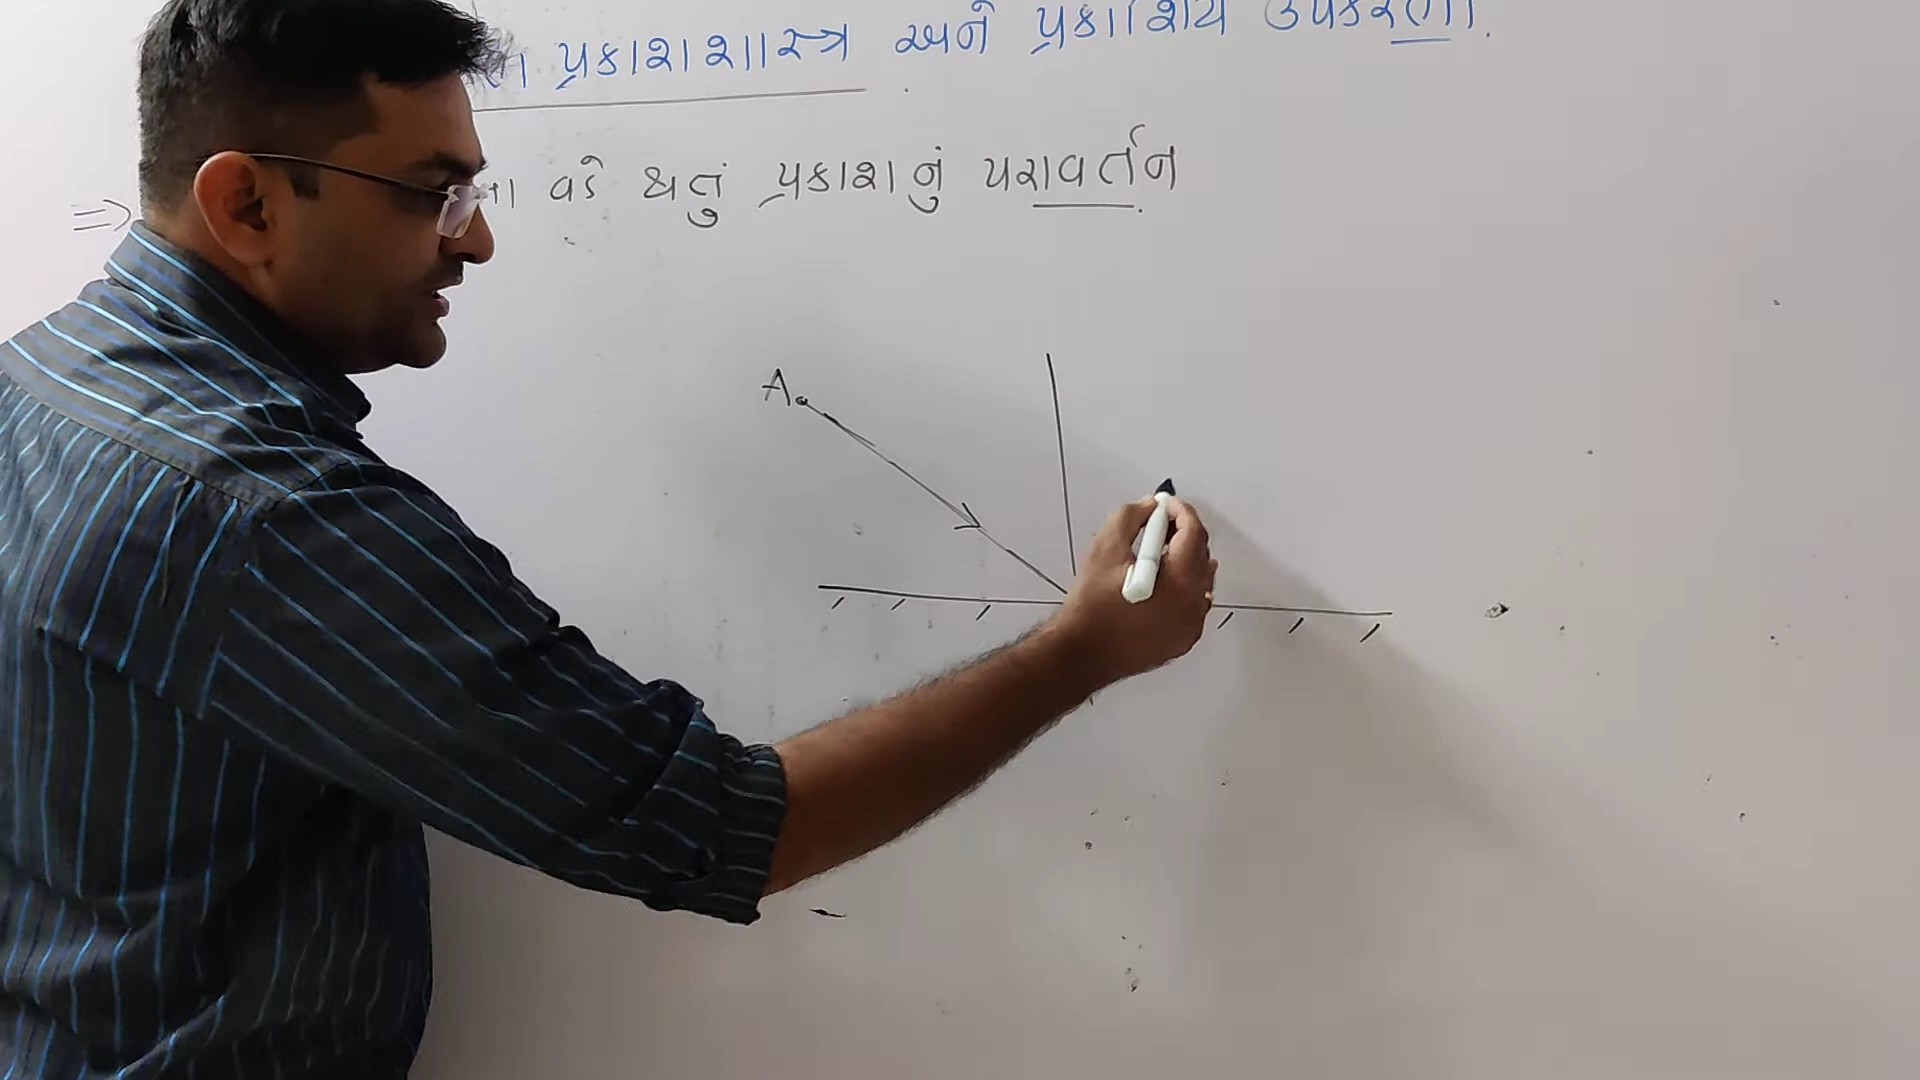 પ્રકાશશાસ્ત્ર અને પ્રકાશિય ઉપકરણો.
=> વડે થતું પ્રકાશનું પરાવર્તન.
A